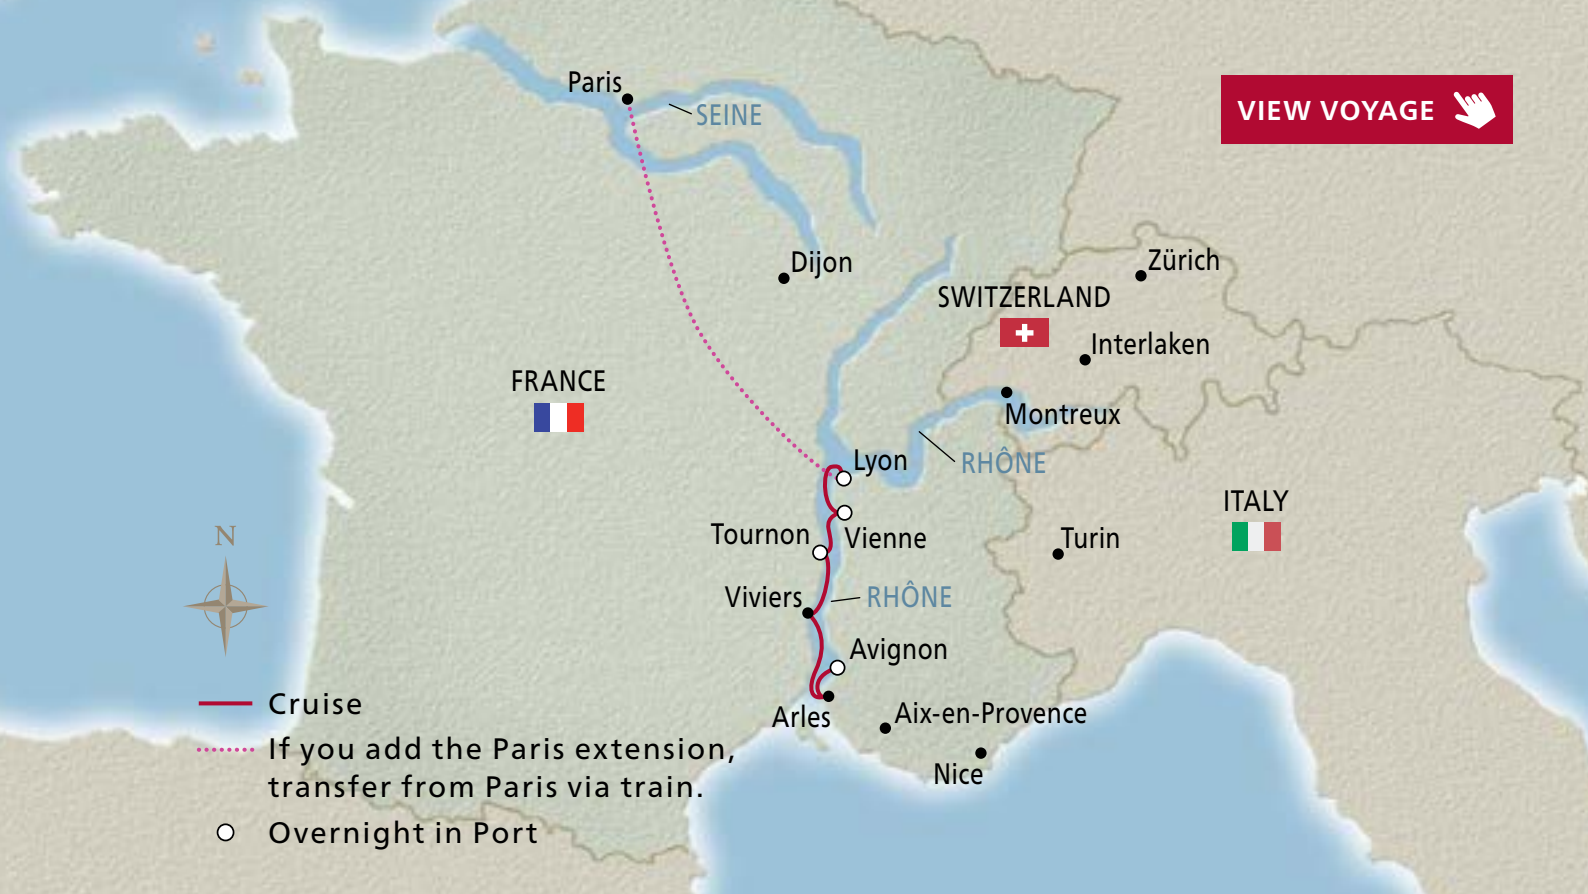 Paris
SEINE
VIEW VOYAGE
Dijon
Zürich
SWITZERLAND
Interlaken
FRANCE
Montreux
Lyon
RHÔNE
ITALY
Tournon
Vienne
Turin
N
Viviers
RHÔNE
Avignon
Cruise
Arles
Aix-en-Provence
If you add the Paris extension,
transfer from Paris via train.
Nice
Overnight in Port